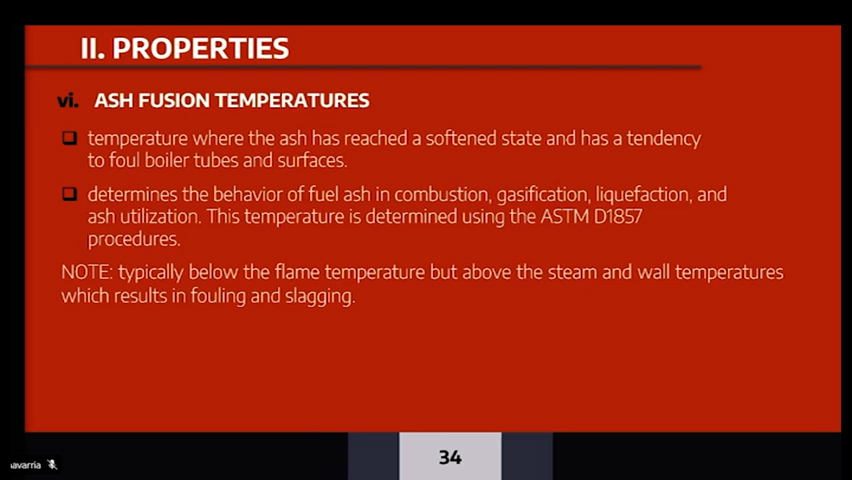 II. PROPERTIES
vi. ASH FUSION TEMPERATURES
temperature where the ash has reached a softened state and has a tendency
to foul boiler tubes and surfaces.
determines the behavior of fuel ash in combustion, gasification, liquefaction, and
ash utilization. This temperature is determined using the ASTM D1857
procedures.
NOTE: typically below the flame temperature but above the steam and wall temperatures
which results in fouling and slagging.
34